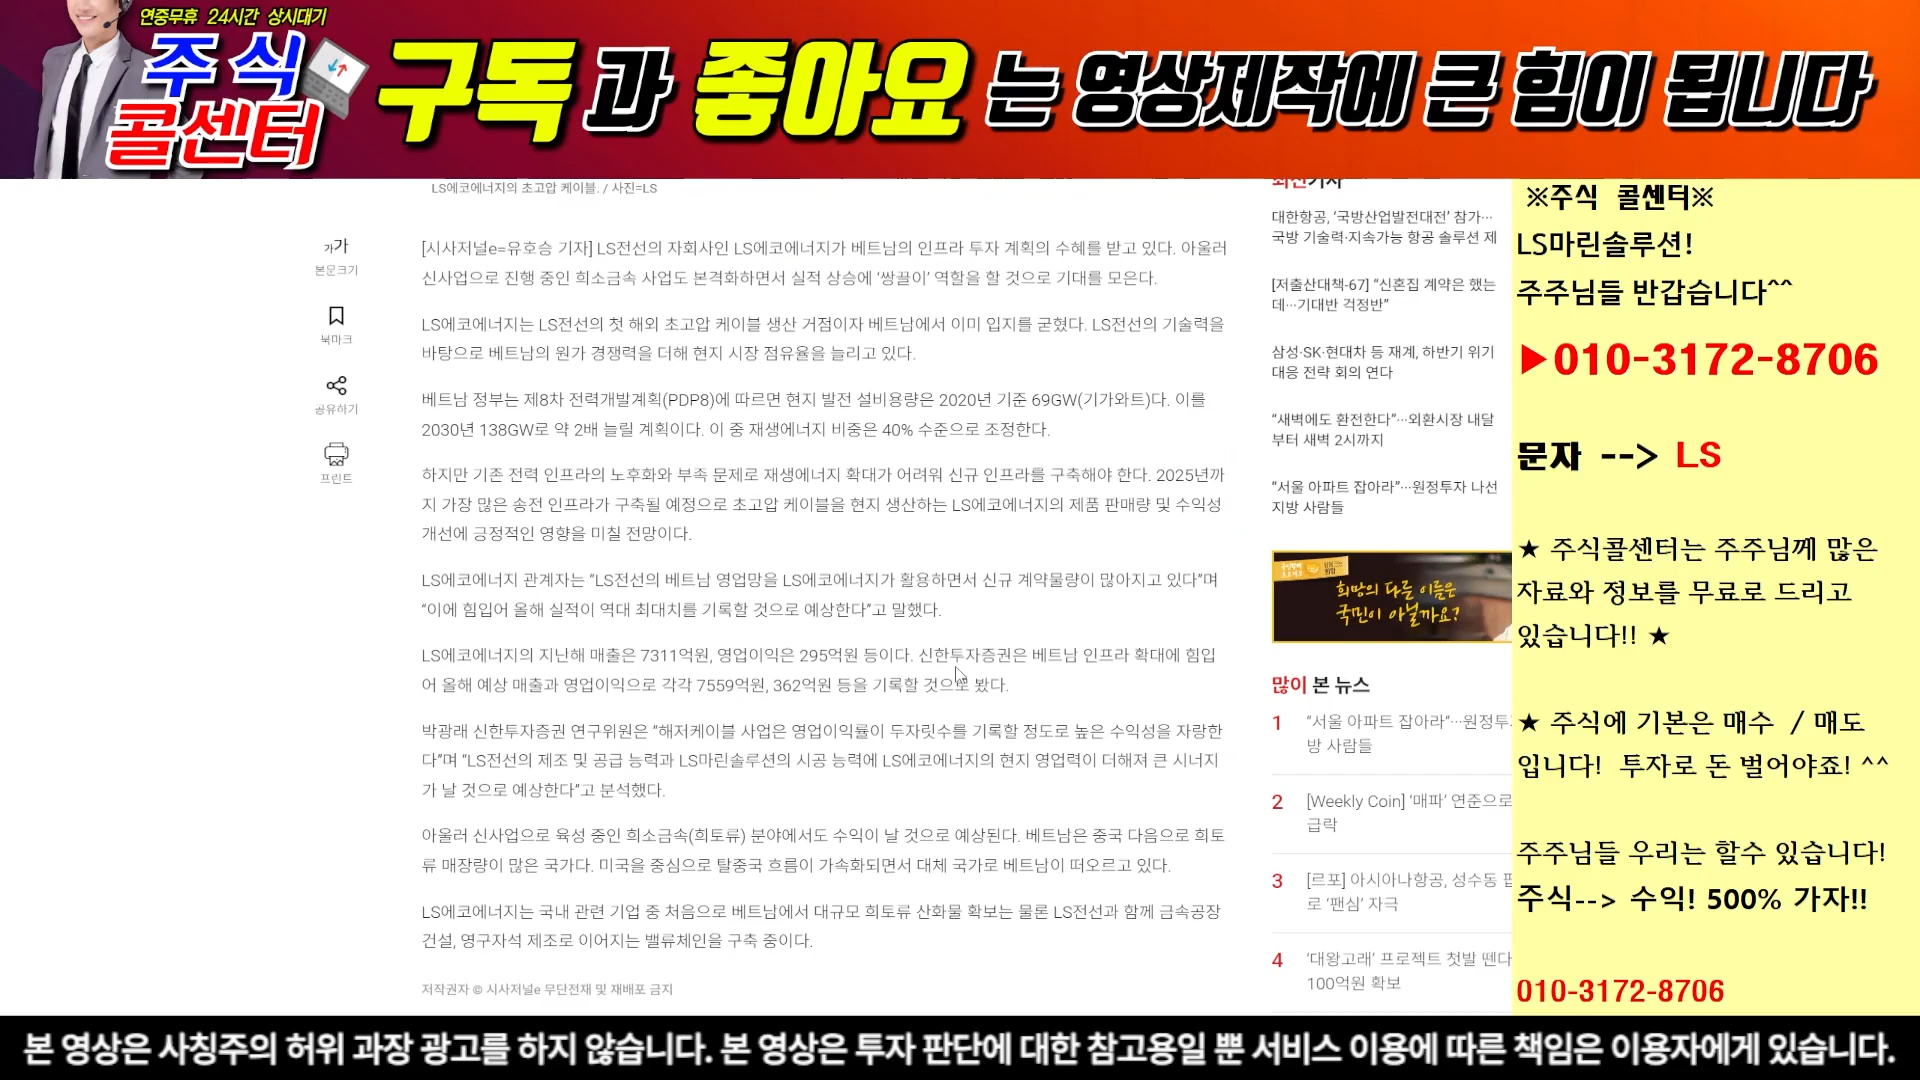 연중무휴 24시간 상시대기
주식
콜센터
구독과 좋아요는 영상제작에 큰 힘이 됩니다
LS에코에너지의 초고압 케이블. / 사진=LS
가가
본문크기
북마크
공유하기
프린트
[시사저널e=유호승 기자] LS전선의 자회사인 LS에코에너지가 베트남의 인프라 투자 계획의 수혜를 받고 있다. 아울러
신사업으로 진행 중인 희소금속 사업도 본격화하면서 실적 상승에 ‘쌍끌이’ 역할을 할 것으로 기대를 모은다.
LS에코에너지는 LS전선의 첫 해외 초고압 케이블 생산 거점이자 베트남에서 이미 입지를 굳혔다. LS전선의 기술력을
바탕으로 베트남의 원가 경쟁력을 더해 현지 시장 점유율을 늘리고 있다.
베트남 정부는 제8차 전력개발계획(PDP8)에 따르면 현지 발전 설비용량은 2020년 기준 69GW(기가와트)다. 이를
2030년 138GW로 약 2배 늘릴 계획이다. 이 중 재생에너지 비중은 40% 수준으로 조정한다.
하지만 기존 전력 인프라의 노후화와 부족 문제로 재생에너지 확대가 어려워 신규 인프라를 구축해야 한다. 2025년까
지 가장 많은 송전 인프라가 구축될 예정으로 초고압 케이블을 현지 생산하는 LS에코에너지의 제품 판매량 및 수익성
개선에 긍정적인 영향을 미칠 전망이다.
LS에코에너지 관계자는 “LS전선의 베트남 영업망을 LS에코에너지가 활용하면서 신규 계약물량이 많아지고 있다”며
“이에 힘입어 올해 실적이 역대 최대치를 기록할 것으로 예상한다”고 말했다.
LS에코에너지의 지난해 매출은 7311억원, 영업이익은 295억원 등이다. 신한투자증권은 베트남 인프라 확대에 힘입
어 올해 예상 매출과 영업이익으로 각각 7559억원, 362억원 등을 기록할 것으로 봤다.
박광래 신한투자증권 연구위원은 “해저케이블 사업은 영업이익률이 두자릿수를 기록할 정도로 높은 수익성을 자랑한
다”며 “LS전선의 제조 및 공급 능력과 LS마린솔루션의 시공 능력에 LS에코에너지의 현지 영업력이 더해져 큰 시너지
가 날 것으로 예상한다”고 분석했다.
아울러 신사업으로 육성 중인 희소금속(희토류) 분야에서도 수익이 날 것으로 예상된다. 베트남은 중국 다음으로 희토
류 매장량이 많은 국가다. 미국을 중심으로 탈중국 흐름이 가속화되면서 대체 국가로 베트남이 떠오르고 있다.
LS에코에너지는 국내 관련 기업 중 처음으로 베트남에서 대규모 희토류 산화물 확보는 물론 LS전선과 함께 금속공장
건설, 영구자석 제조로 이어지는 밸류체인을 구축 중이다.
저작권자 © 시사저널e 무단전재 및 재배포 금지
최신기사
대한항공, ‘국방산업발전대전’ 참가···
국방 기술력·지속가능 항공 솔루션 제
[저출산대책-67] “신혼집 계약은 했는
데···기대반 걱정반”
삼성·SK·현대차 등 재계, 하반기 위기
대응 전략 회의 연다
“새벽에도 환전한다”···외환시장 내달
부터 새벽 2시까지
“서울 아파트 잡아라”···원정투자 나선
지방 사람들
희망의 다른 이름은
국민이 아닐까요?
많이 본 뉴스
1 “서울 아파트 잡아라”···원정투
방 사람들
2 [Weekly Coin] ‘매파’ 연준으로
급락
3 [르포] 아시아나항공, 성수동 팝
로 ‘팬심’ 자극
4 ‘대왕고래’ 프로젝트 첫발 뗀다
100억원 확보
※주식 콜센터※
LS마린솔루션!
주주님들 반갑습니다^^
▶010-3172-8706
문자 --> LS
★ 주식콜센터는 주주님께 많은
자료와 정보를 무료로 드리고
있습니다!! ★
★ 주식에 기본은 매수 / 매도
입니다! 투자로 돈 벌어야죠! ^^
주주님들 우리는 할수 있습니다!
주식--> 수익! 500% 가자!!
010-3172-8706
본 영상은 사칭주의 허위 과장 광고를 하지 않습니다. 본 영상은 투자 판단에 대한 참고용일 뿐 서비스 이용에 따른 책임은 이용자에게 있습니다.